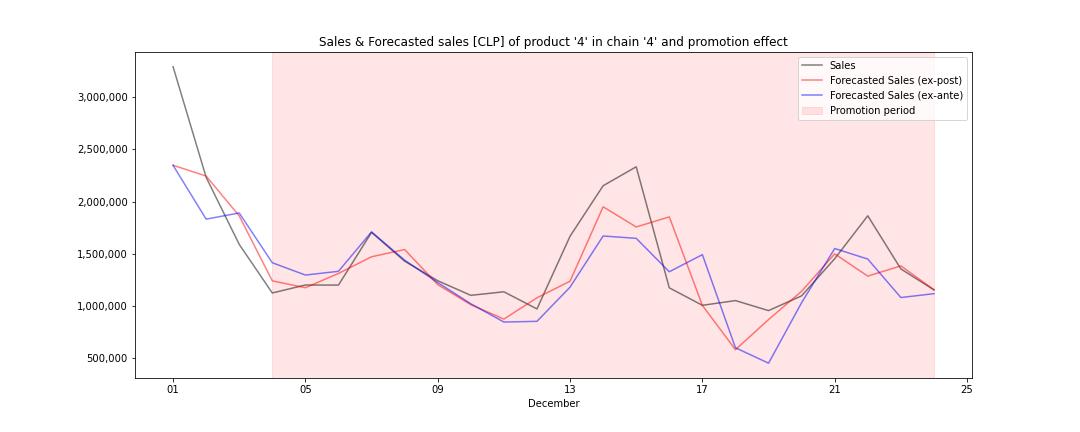 Sales & Forecasted sales [CLP] of product '4' in chain '4' and promotion effect
Sales
Forecasted Sales (ex-post)
Forecasted Sales (ex-ante)
Promotion period
3,000,000
2,500,000
2,000,000
1,500,000
1,000,000
500,000
01 05 09 13 17 21 25
December